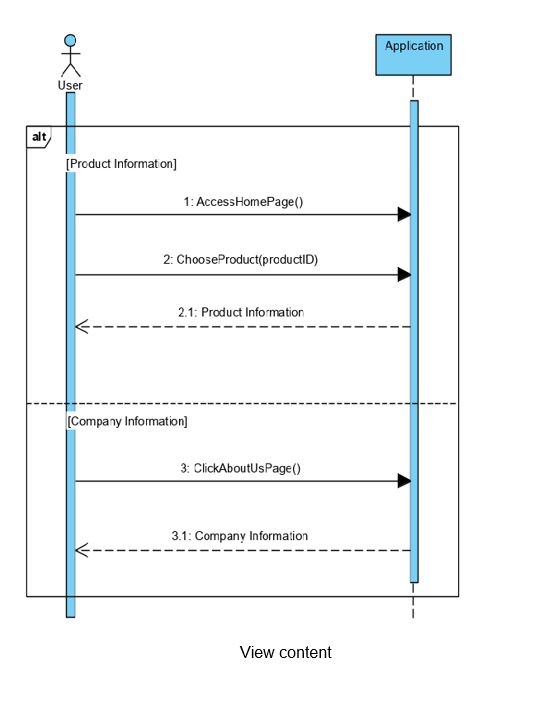 Application
User
alt
[Product Information]
1: AccessHomePage()
2: ChooseProduct(productID)
2.1: Product Information
[Company Information]
3: ClickAboutUsPage()
3.1: Company Information
View content